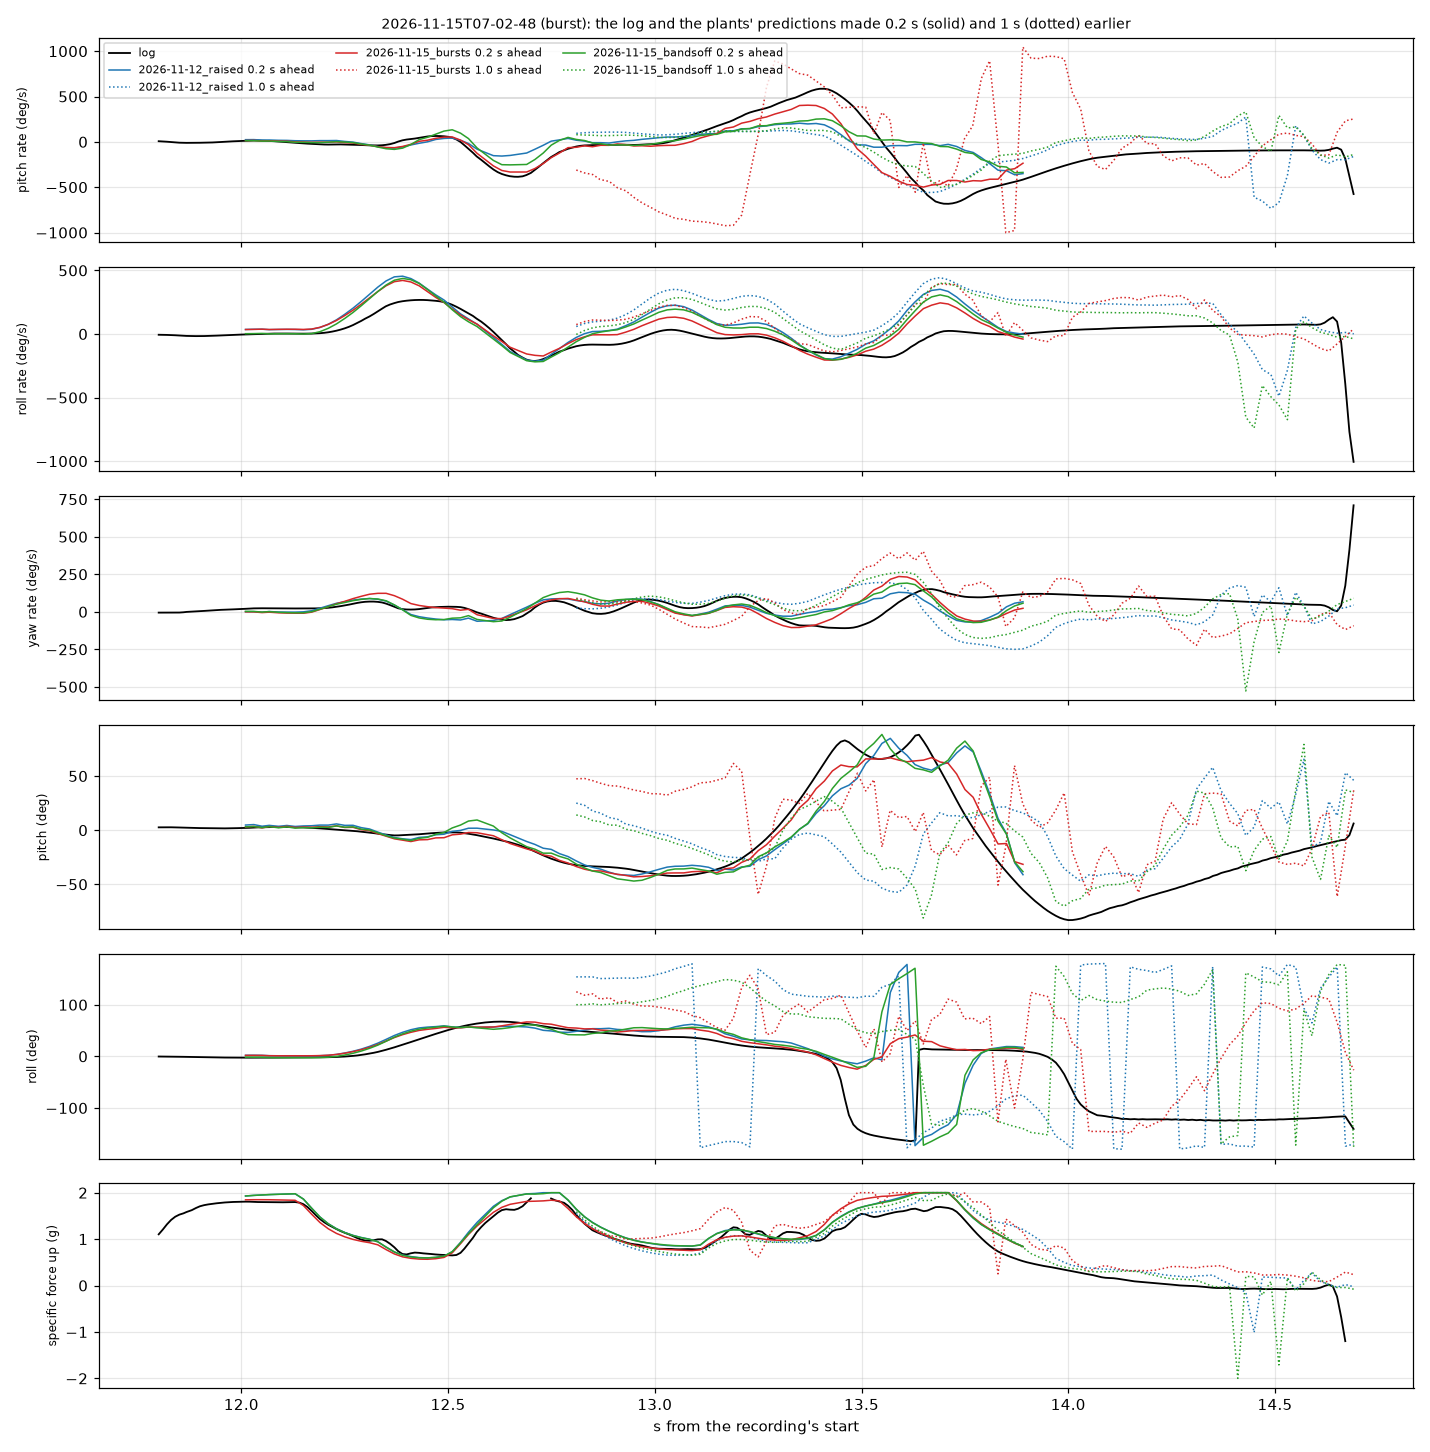 2026-11-15T07-02-48 (burst): the log and the plants' predictions made 0.2 s (solid) and 1 s (dotted) earlier
log
2026-11-12_raised 0.2 s ahead
2026-11-12_raised 1.0 s ahead
2026-11-15_bursts 0.2 s ahead
2026-11-15_bursts 1.0 s ahead
2026-11-15_bandsoff 0.2 s ahead
2026-11-15_bandsoff 1.0 s ahead
pitch rate (deg/s)
1000
500
0
−500
−1000
roll rate (deg/s)
500
0
−500
−1000
yaw rate (deg/s)
750
500
250
0
−250
−500
pitch (deg)
50
0
−50
roll (deg)
100
0
−100
specific force up (g)
2
1
0
−1
−2
12.0 12.5 13.0 13.5 14.0 14.5
s from the recording's start